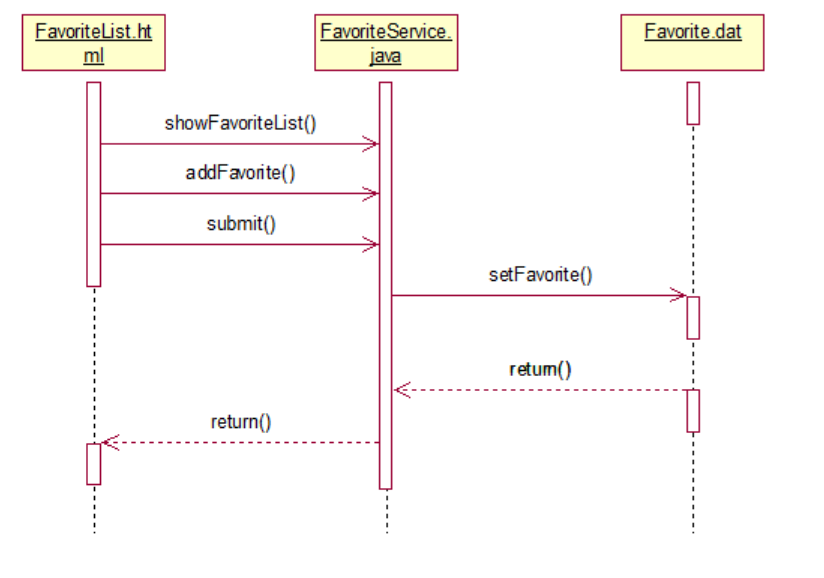 FavoriteList.ht
ml
FavoriteService.
java
Favorite.dat
showFavoriteList()
addFavorite()
submit()
setFavorite()
return()
return()